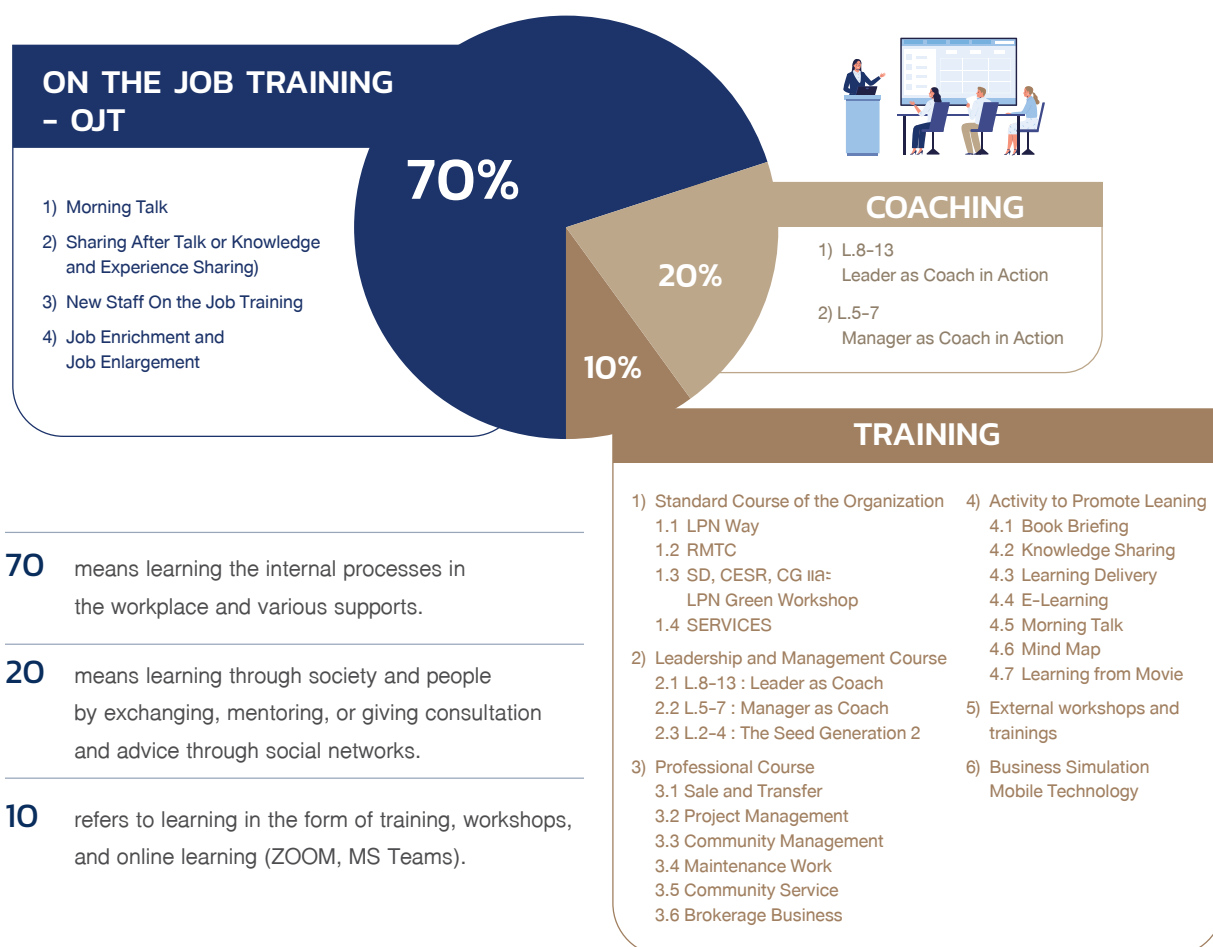 ON THE JOB TRAINING
- OJT
70%
1) Morning Talk
2) Sharing After Talk or Knowledge
and Experience Sharing)
3) New Staff On the Job Training
4) Job Enrichment and
Job Enlargement
COACHING
20%
1) L.8-13
Leader as Coach in Action
2) L.5-7
Manager as Coach in Action
10%
TRAINING
1) Standard Course of the Organization
1.1 LPN Way
1.2 RMTC
1.3 SD, CESR, CG และ
LPN Green Workshop
1.4 SERVICES
2) Leadership and Management Course
2.1 L.8-13 : Leader as Coach
2.2 L.5-7 : Manager as Coach
2.3 L.2-4 : The Seed Generation 2
3) Professional Course
3.1 Sale and Transfer
3.2 Project Management
3.3 Community Management
3.4 Maintenance Work
3.5 Community Service
3.6 Brokerage Business
4) Activity to Promote Leaning
4.1 Book Briefing
4.2 Knowledge Sharing
4.3 Learning Delivery
4.4 E-Learning
4.5 Morning Talk
4.6 Mind Map
4.7 Learning from Movie
5) External workshops and
trainings
6) Business Simulation
Mobile Technology
70 means learning the internal processes in
the workplace and various supports.
20 means learning through society and people
by exchanging, mentoring, or giving consultation
and advice through social networks.
10 refers to learning in the form of training, workshops,
and online learning (ZOOM, MS Teams).